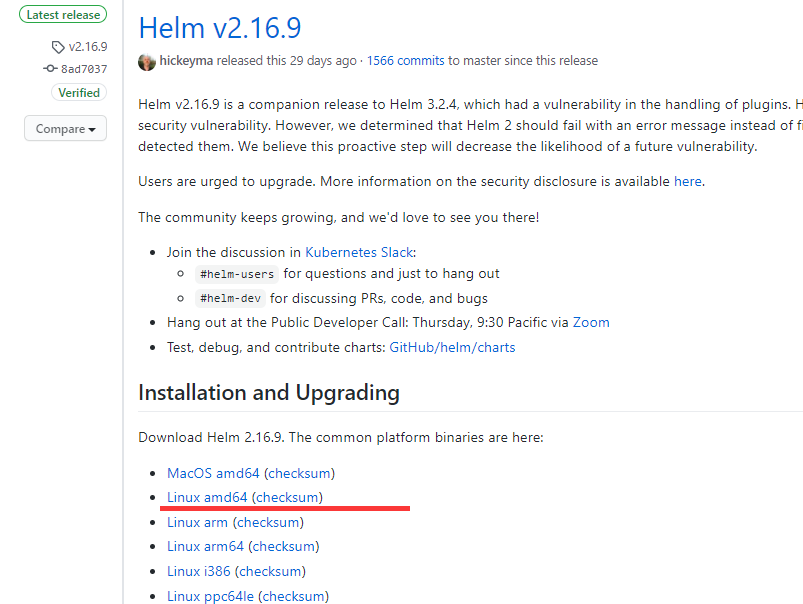 Latest release
v2.16.9
8ad7037
Verified
Compare
Helm v2.16.9
hickeyma released this 29 days ago · 1566 commits to master since this release
Helm v2.16.9 is a companion release to Helm 3.2.4, which had a vulnerability in the handling of plugins. H
security vulnerability. However, we determined that Helm 2 should fail with an error message instead of fi
detected them. We believe this proactive step will decrease the likelihood of a future vulnerability.
Users are urged to upgrade. More information on the security disclosure is available here.
The community keeps growing, and we'd love to see you there!
Join the discussion in Kubernetes Slack:
#helm-users for questions and just to hang out
#helm-dev for discussing PRs, code, and bugs
Hang out at the Public Developer Call: Thursday, 9:30 Pacific via Zoom
Test, debug, and contribute charts: GitHub/helm/charts
Installation and Upgrading
Download Helm 2.16.9. The common platform binaries are here:
MacOS amd64 (checksum)
Linux amd64 (checksum)
Linux arm (checksum)
Linux arm64 (checksum)
Linux i386 (checksum)
Linux ppc64le (checksum)